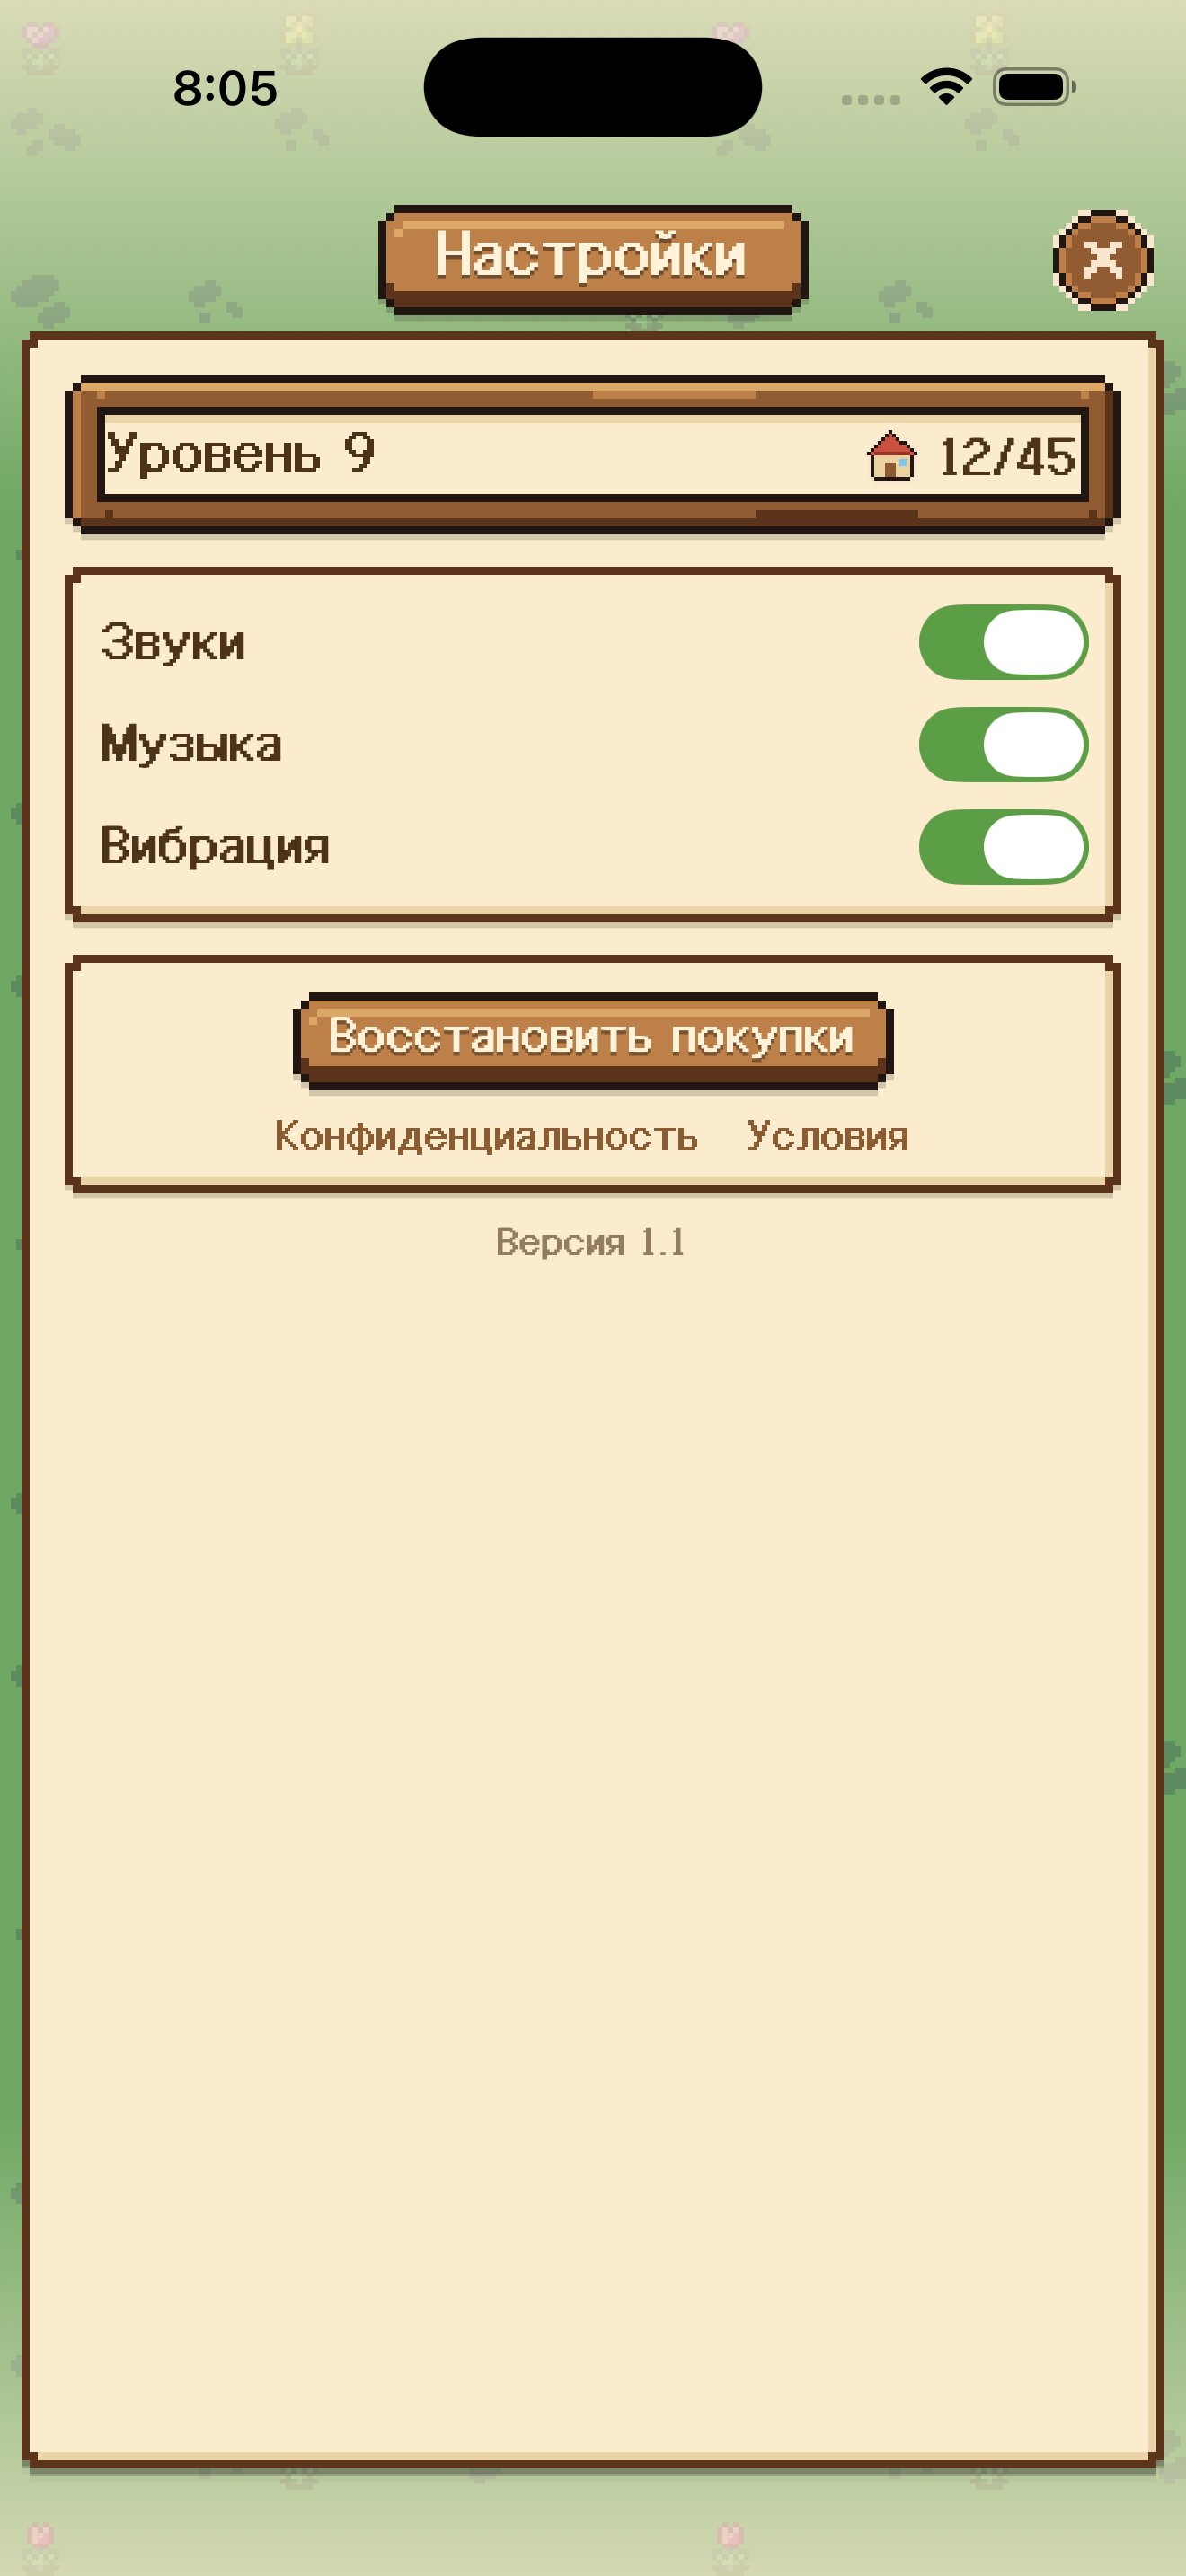 8:05
Настройки
Уровень 9 12/45
Звуки
Музыка
Вибрация
Восстановить покупки
Конфиденциальность Условия
Версия 1.1